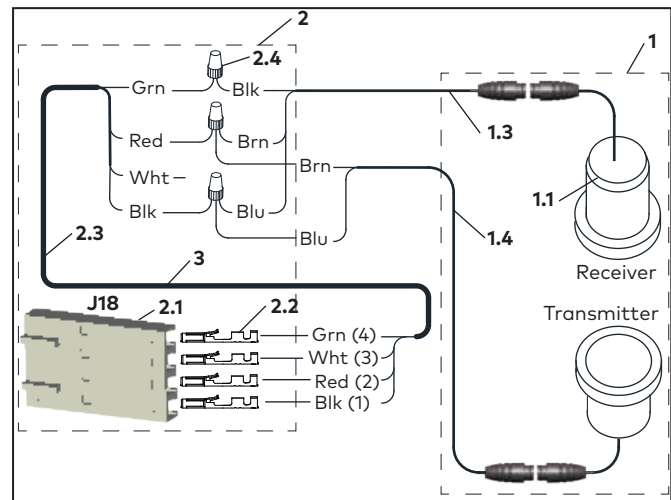 2
1
2.4
Grn
Blk
1.3
Red
Brn
Brn
1.1
Wht
Blk
Blu
Blu
1.4
2.3
3
Receiver
J18
2.1
2.2
Transmitter
Grn (4)
Wht (3)
Red (2)
Blk (1)